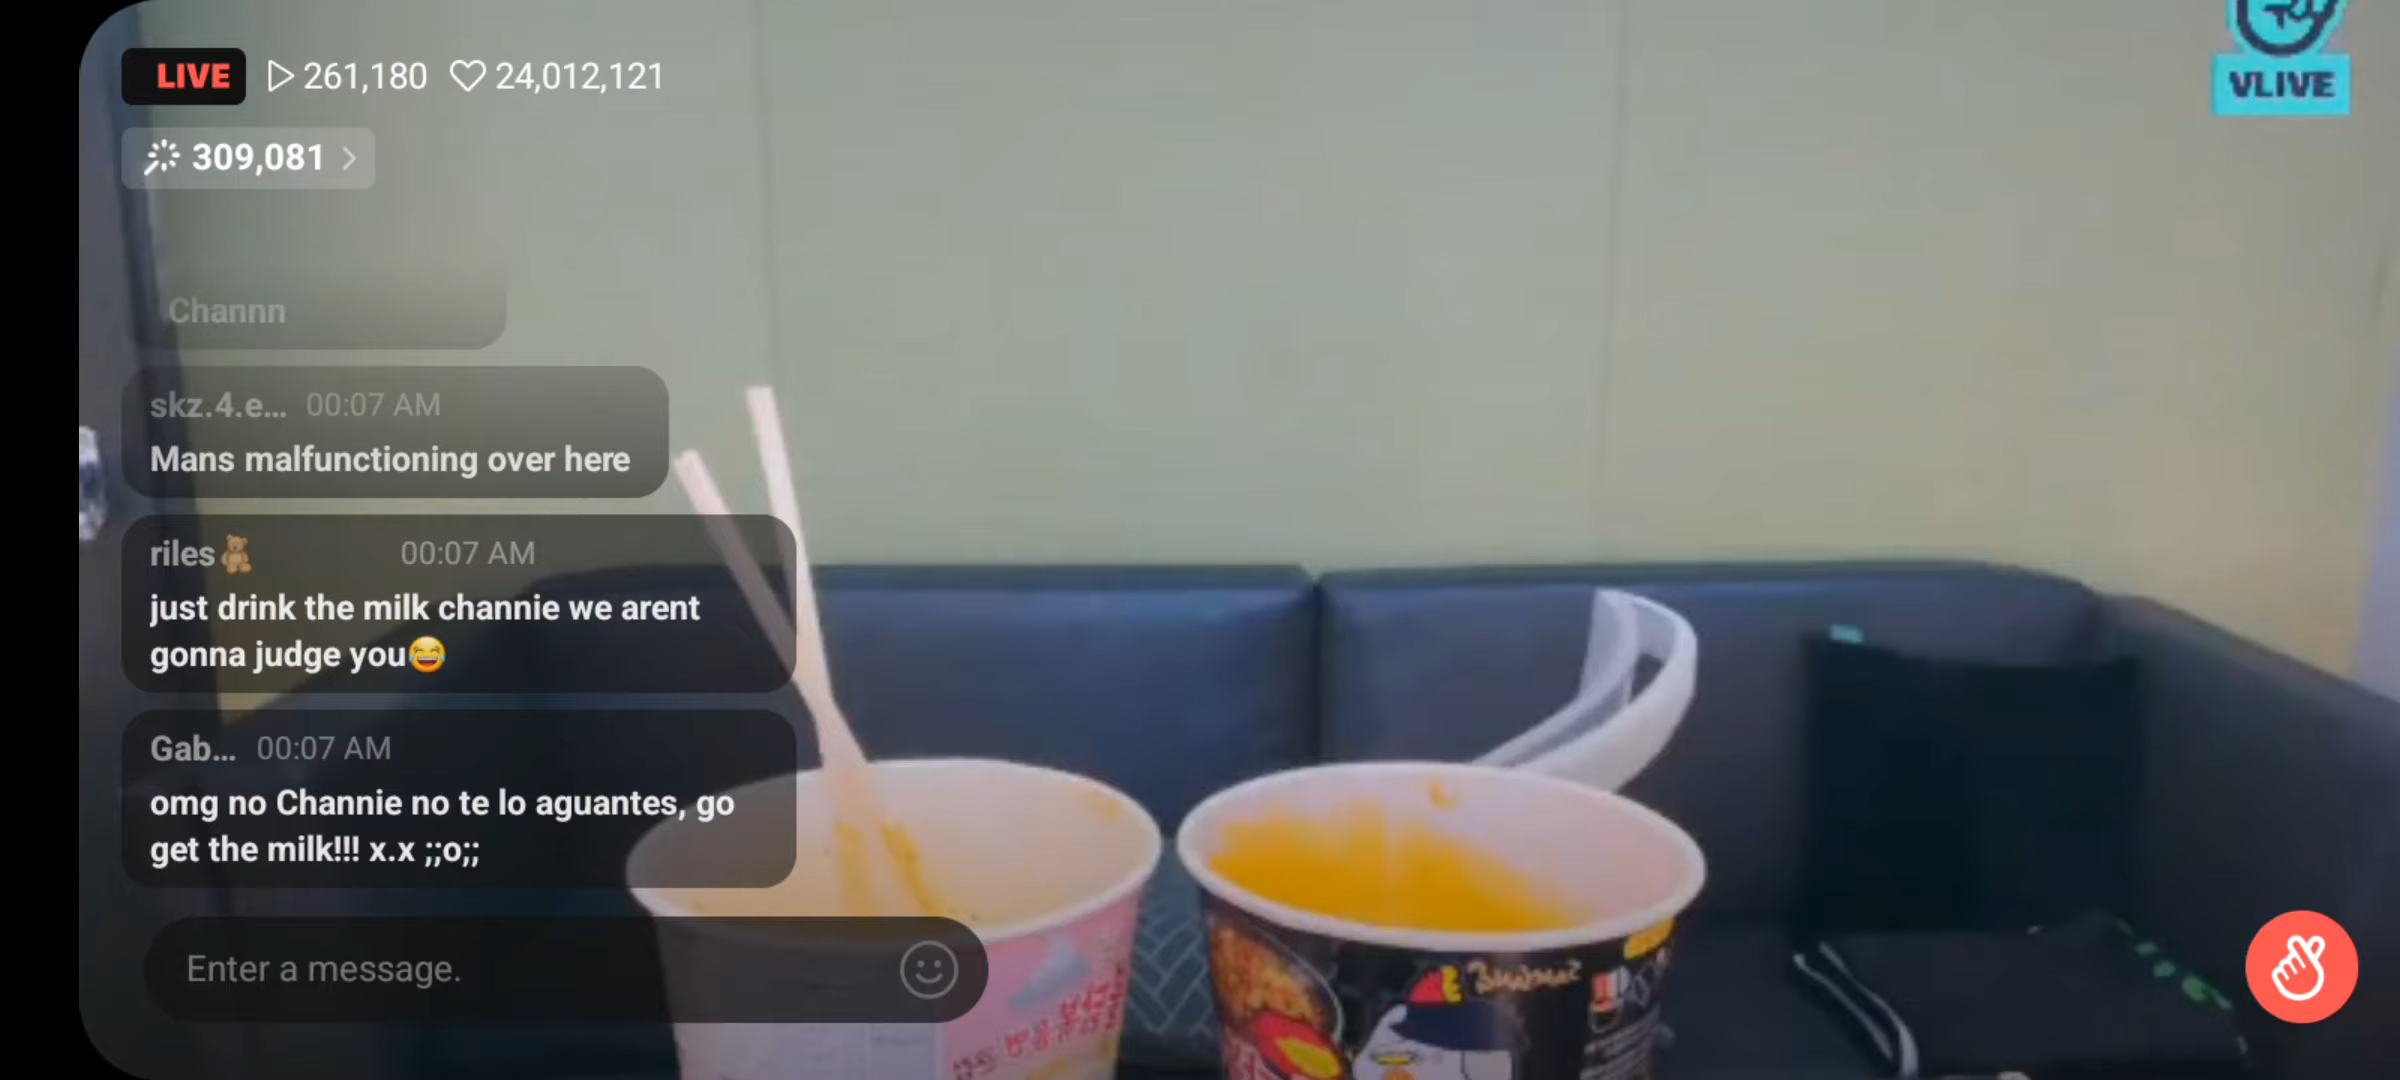 LIVE 261,180 24,012,121
VLIVE
309,081
Channn
skz.4.e... 00:07 AM
Mans malfunctioning over here
riles🧸 00:07 AM
just drink the milk channie we arent
gonna judge you😂
Gab... 00:07 AM
omg no Channie no te lo aguantes, go
get the milk!!! x.x ;;o;;
Enter a message.